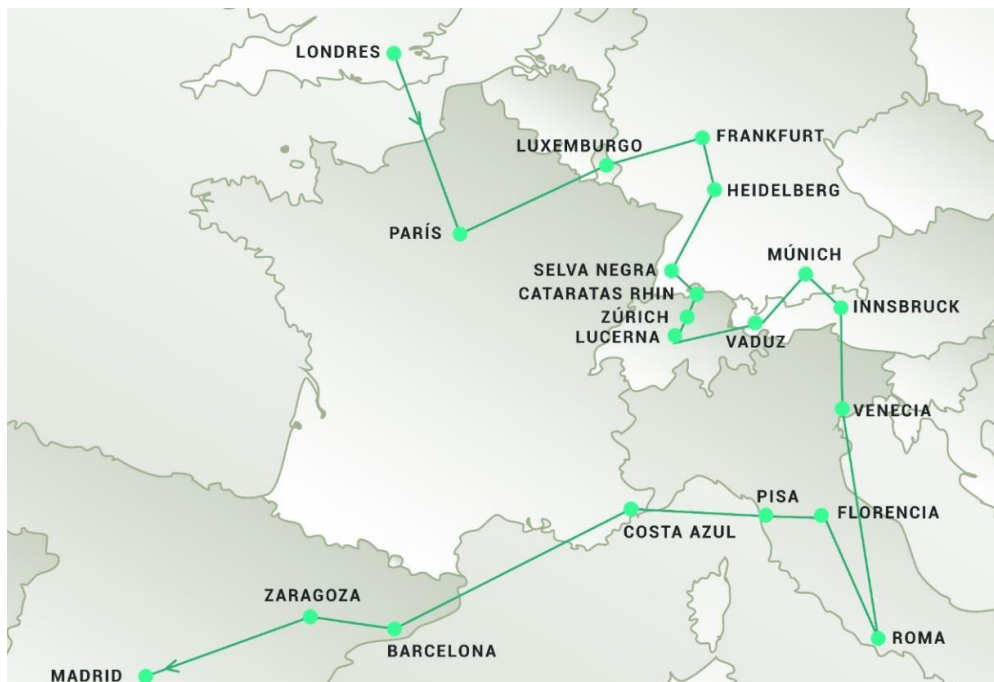 LONDRES
LUXEMBURGO
FRANKFURT
HEIDELBERG
PARÍS
MÚNICH
SELVA NEGRA
CATARATAS RHIN
INNSBRUCK
ZÚRICH
LUCERNA
VADUZ
VENECIA
PISA
FLORENCIA
COSTA AZUL
ZARAGOZA
ROMA
BARCELONA
MADRID